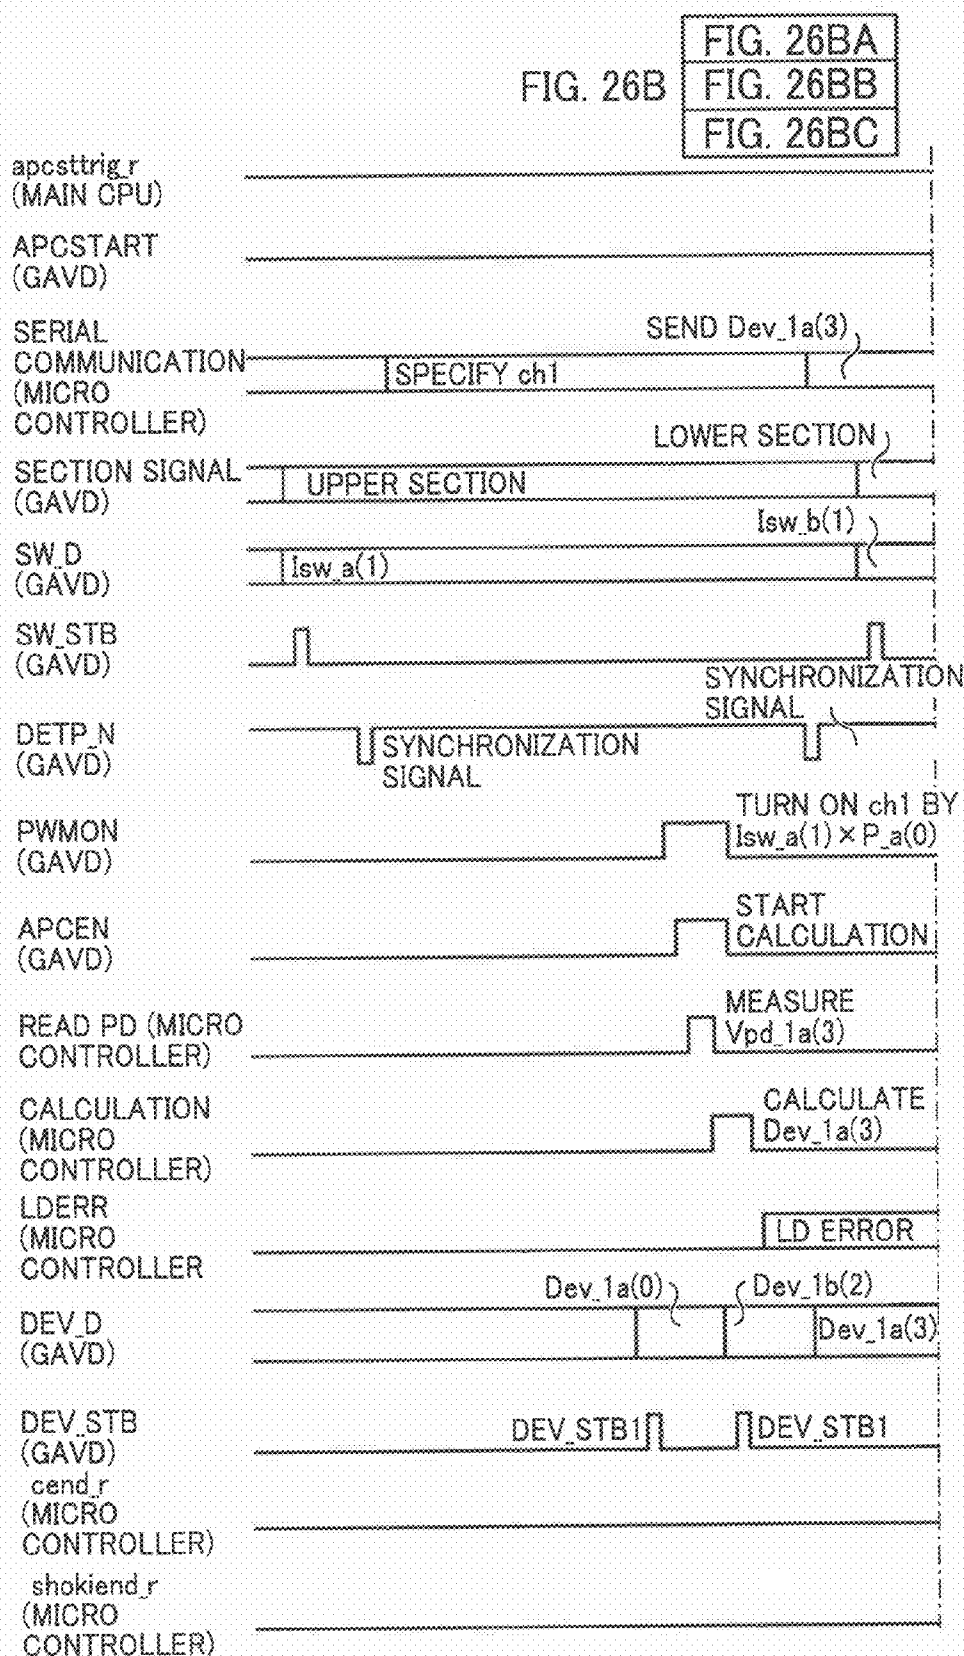 FIG. 26B
FIG. 26BA
FIG. 26BB
FIG. 26BC
apcsttrig_r
(MAIN CPU)
APCSTART
(GAVD)
SERIAL
COMMUNICATION
(MICRO
CONTROLLER)
SEND Dev_1a(3)
SPECIFY ch1
SECTION SIGNAL
(GAVD)
LOWER SECTION
UPPER SECTION
SW_D
(GAVD)
Isw_b(1)
Isw_a(1)
SW_STB
(GAVD)
DETP_N
(GAVD)
SYNCHRONIZATION
SIGNAL
SYNCHRONIZATION
SIGNAL
PWMON
(GAVD)
TURN ON ch1 BY
Isw_a(1) × P_a(0)
APCEN
(GAVD)
START
CALCULATION
READ PD (MICRO
CONTROLLER)
MEASURE
Vpd_1a(3)
CALCULATION
(MICRO
CONTROLLER)
CALCULATE
Dev_1a(3)
LDERR
(MICRO
CONTROLLER
LD ERROR
DEV_D
(GAVD)
Dev_1a(0)
Dev_1b(2)
Dev_1a(3)
DEV_STB
(GAVD)
DEV_STB1
DEV_STB1
cend_r
(MICRO
CONTROLLER)
shokiend_r
(MICRO
CONTROLLER)